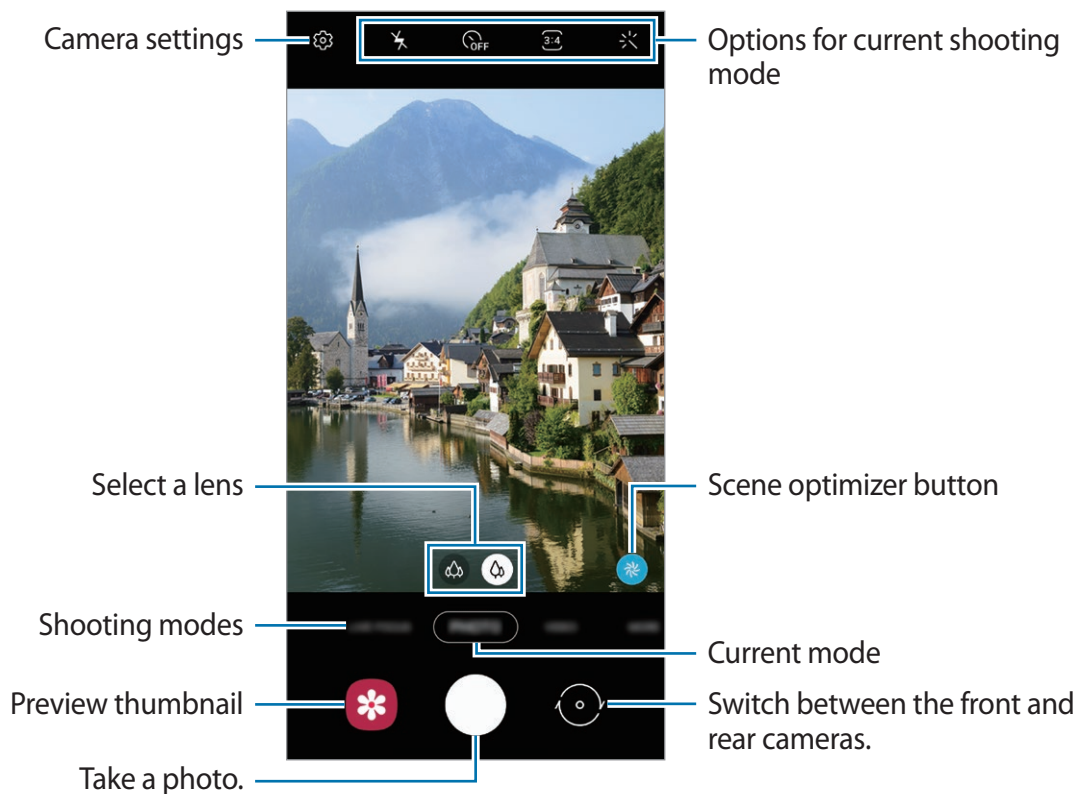 Camera settings
OFF
3:4
Options for current shooting
mode
Select a lens
Scene optimizer button
Shooting modes
Current mode
Preview thumbnail
Switch between the front and
rear cameras.
Take a photo.